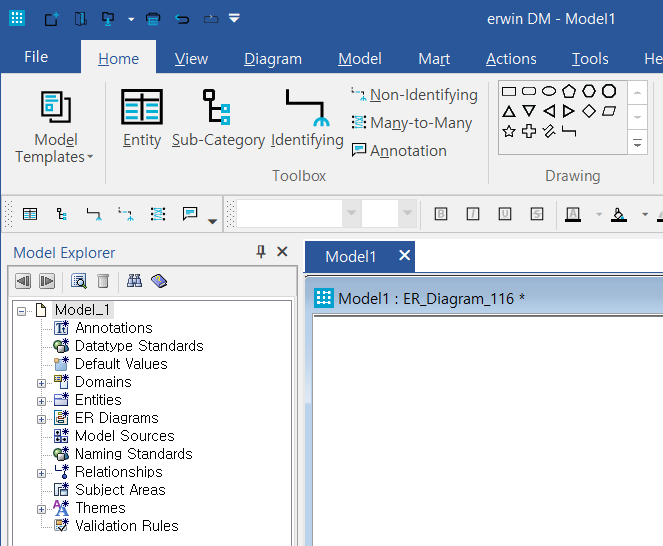 erwin DM - Model1
File Home View Diagram Model Mart Actions Tools He
Model Templates
Entity
Sub-Category
Identifying
Non-Identifying
Many-to-Many
Annotation
Toolbox
Drawing
B I U S A
Model Explorer
Model1
Model1 : ER_Diagram_116 *
Model_1
Annotations
Datatype Standards
Default Values
Domains
Entities
ER Diagrams
Model Sources
Naming Standards
Relationships
Subject Areas
Themes
Validation Rules